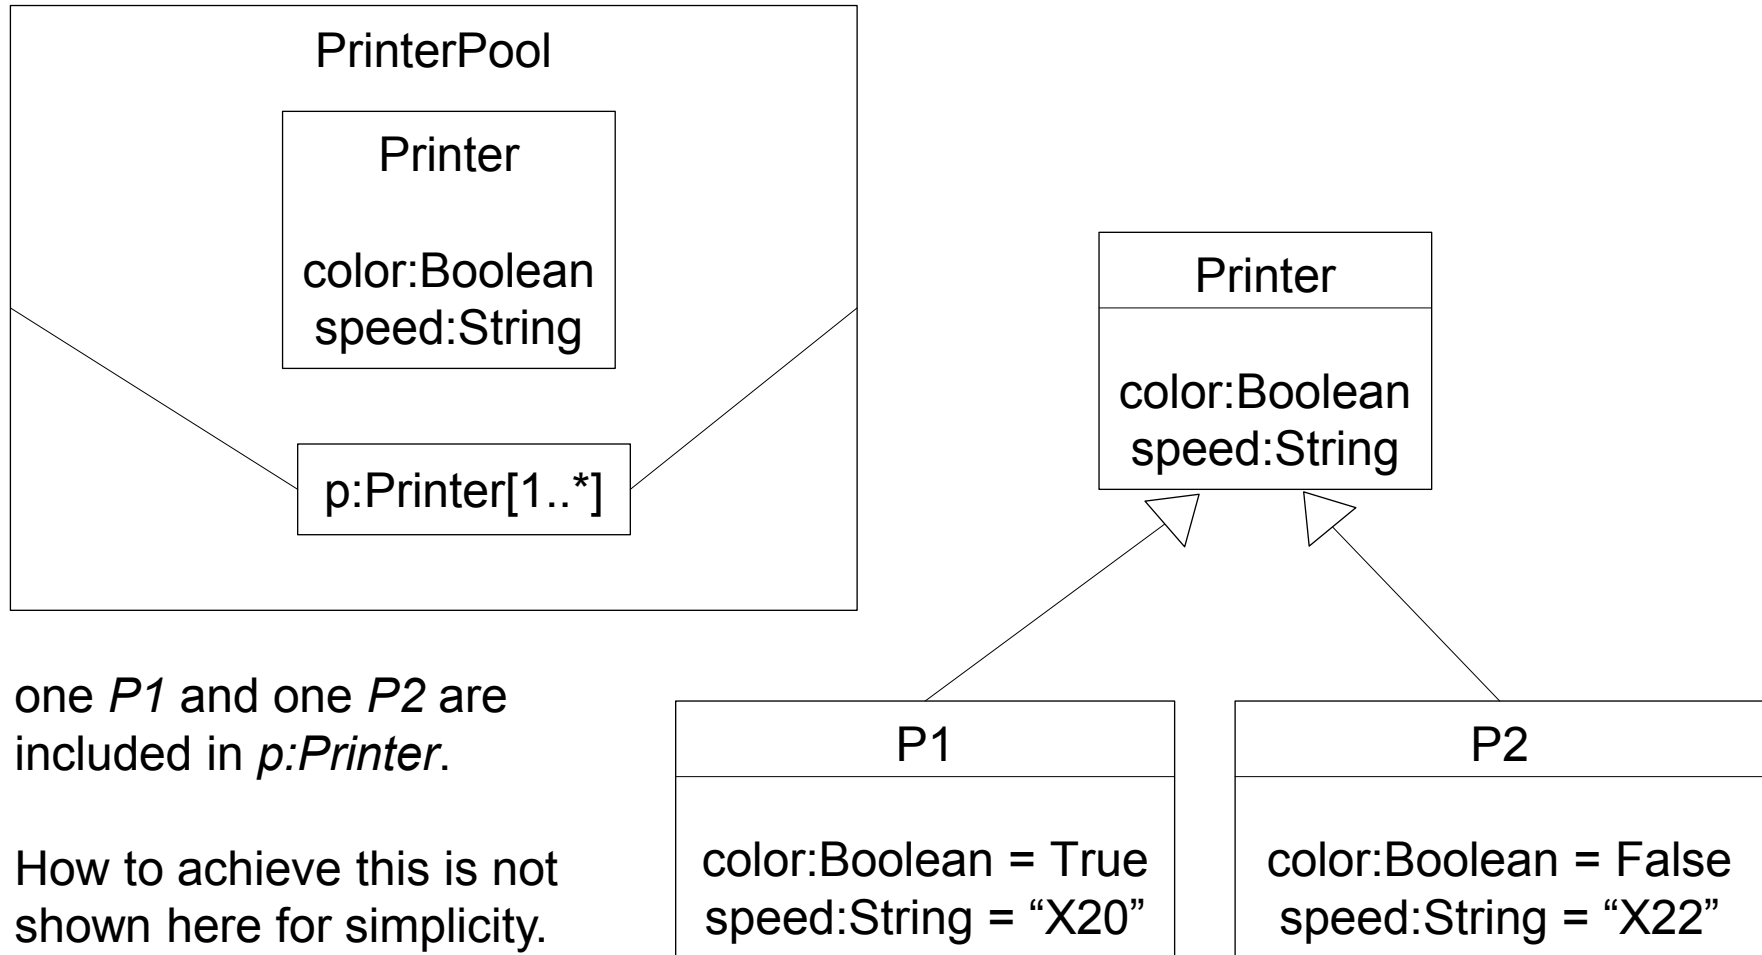 PrinterPool
Printer
color:Boolean
speed:String
p:Printer[1..*]
one P1 and one P2 are
included in p:Printer.
How to achieve this is not
shown here for simplicity.
Printer
color:Boolean
speed:String
P1
color:Boolean = True
speed:String = “X20”
P2
color:Boolean = False
speed:String = “X22”